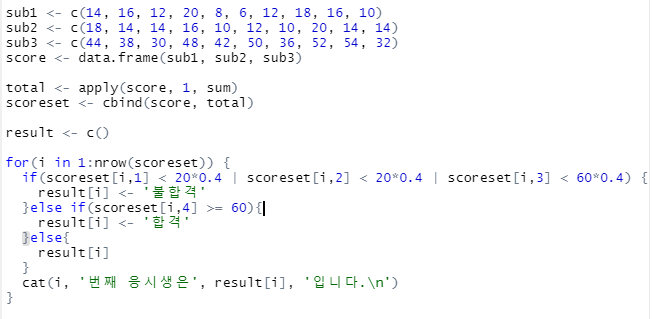 sub1 <- c(14, 16, 12, 20, 8, 6, 12, 18, 16, 10)
sub2 <- c(18, 14, 14, 16, 10, 12, 10, 20, 14, 14)
sub3 <- c(44, 38, 30, 48, 42, 50, 36, 52, 54, 32)
score <- data.frame(sub1, sub2, sub3)

total <- apply(score, 1, sum)
scoreset <- cbind(score, total)

result <- c()

for(i in 1:nrow(scoreset)) {
  if(scoreset[i,1] < 20*0.4 | scoreset[i,2] < 20*0.4 | scoreset[i,3] < 60*0.4) {
    result[i] <- '불합격'
  }else if(scoreset[i,4] >= 60){
    result[i] <- '합격'
  }else{
    result[i]
  }
  cat(i, '번째 응시생은', result[i], '입니다.\n')
}